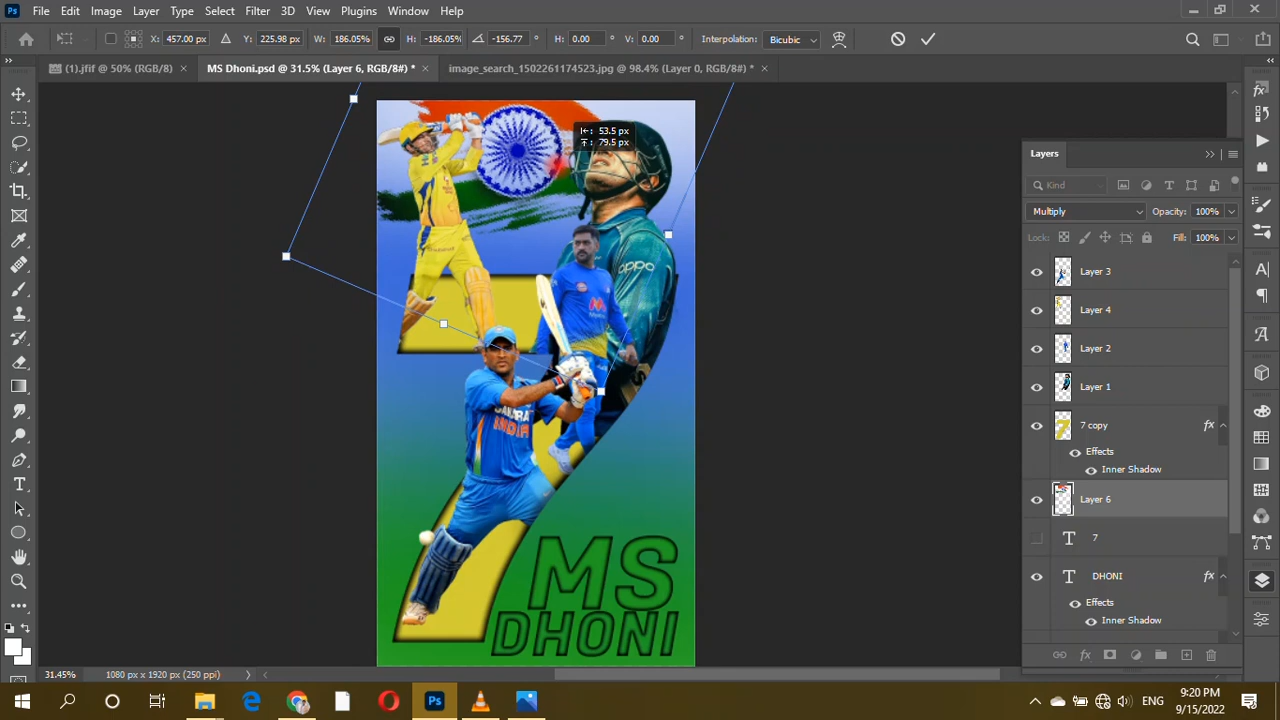 Ps File Edit Image Layer Type Select Filter 3D View Plugins Window Help
X: 457.00 px Y: 225.98 px W: 186.05% H: -186.05% -156.77 ° H: 0.00 ° V: 0.00 ° Interpolation: Bicubic
(1).jfif @ 50% (RGB/8) × MS Dhoni.psd @ 31.5% (Layer 6, RGB/8#) * × image_search_1502261174523.jpg @ 98.4% (Layer 0, RGB/8#) * ×
53.5 px
79.5 px
oppo
INDIA
MS
DHONI
Layers
Kind
Multiply Opacity: 100%
Lock: Fill: 100%
Layer 3
Layer 4
Layer 2
Layer 1
7 copy fx
Effects
Inner Shadow
Layer 6
T 7
T DHONI fx
Effects
Inner Shadow
31.45% 1080 px x 1920 px (250 ppi)
ENG 9:20 PM
9/15/2022